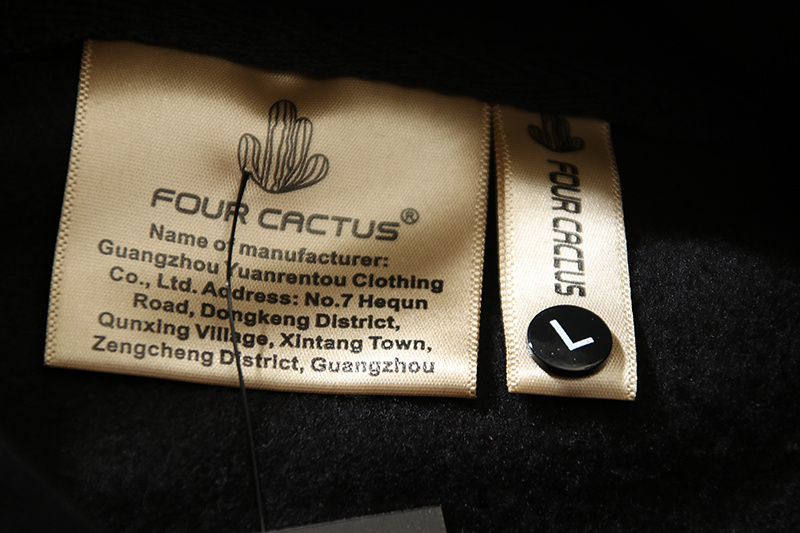 FOUR CACTUS®
Name of manufacturer:
Guangzhou Yuanrentou Clothing
Co., Ltd. Address: No.7 Hequn
Road, Dongkeng District,
Qunxing Village, Xintang Town,
Zengcheng District, Guangzhou
FOUR CACTUS
L